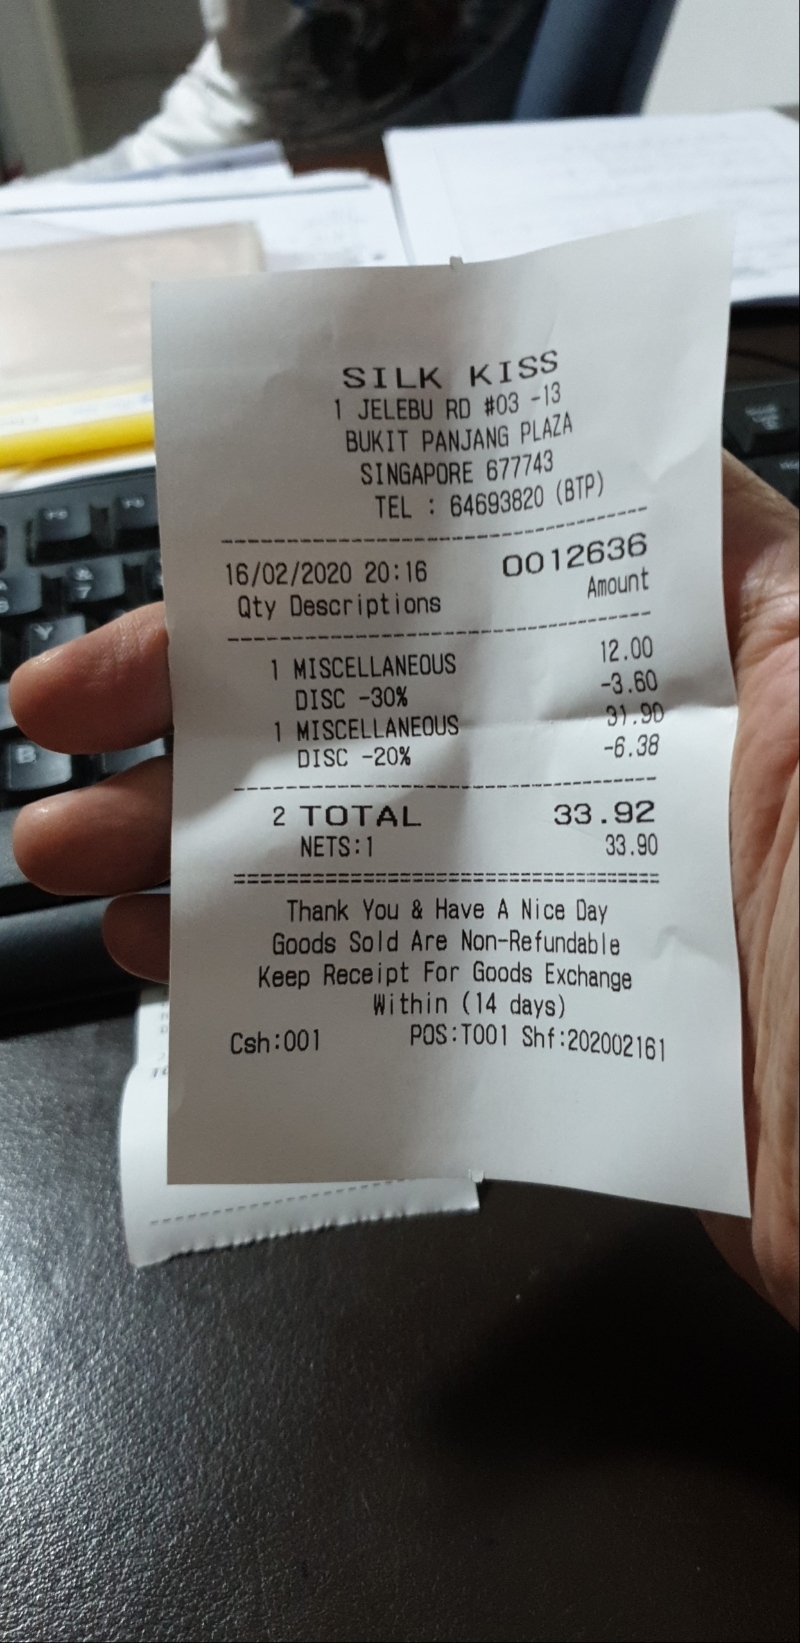 SILK KISS
1 JELEBU RD #03 -13
BUKIT PANJANG PLAZA
SINGAPORE 677743
TEL : 64693820 (BTP)
16/02/2020 20:16 0012636
Qty Descriptions Amount
1 MISCELLANEOUS 12.00
DISC -30% -3.60
1 MISCELLANEOUS 31.90
DISC -20% -6.38
2 TOTAL 33.92
NETS:1 33.90
Thank You & Have A Nice Day
Goods Sold Are Non-Refundable
Keep Receipt For Goods Exchange
Within (14 days)
Csh:001 POS:T001 Shf:202002161